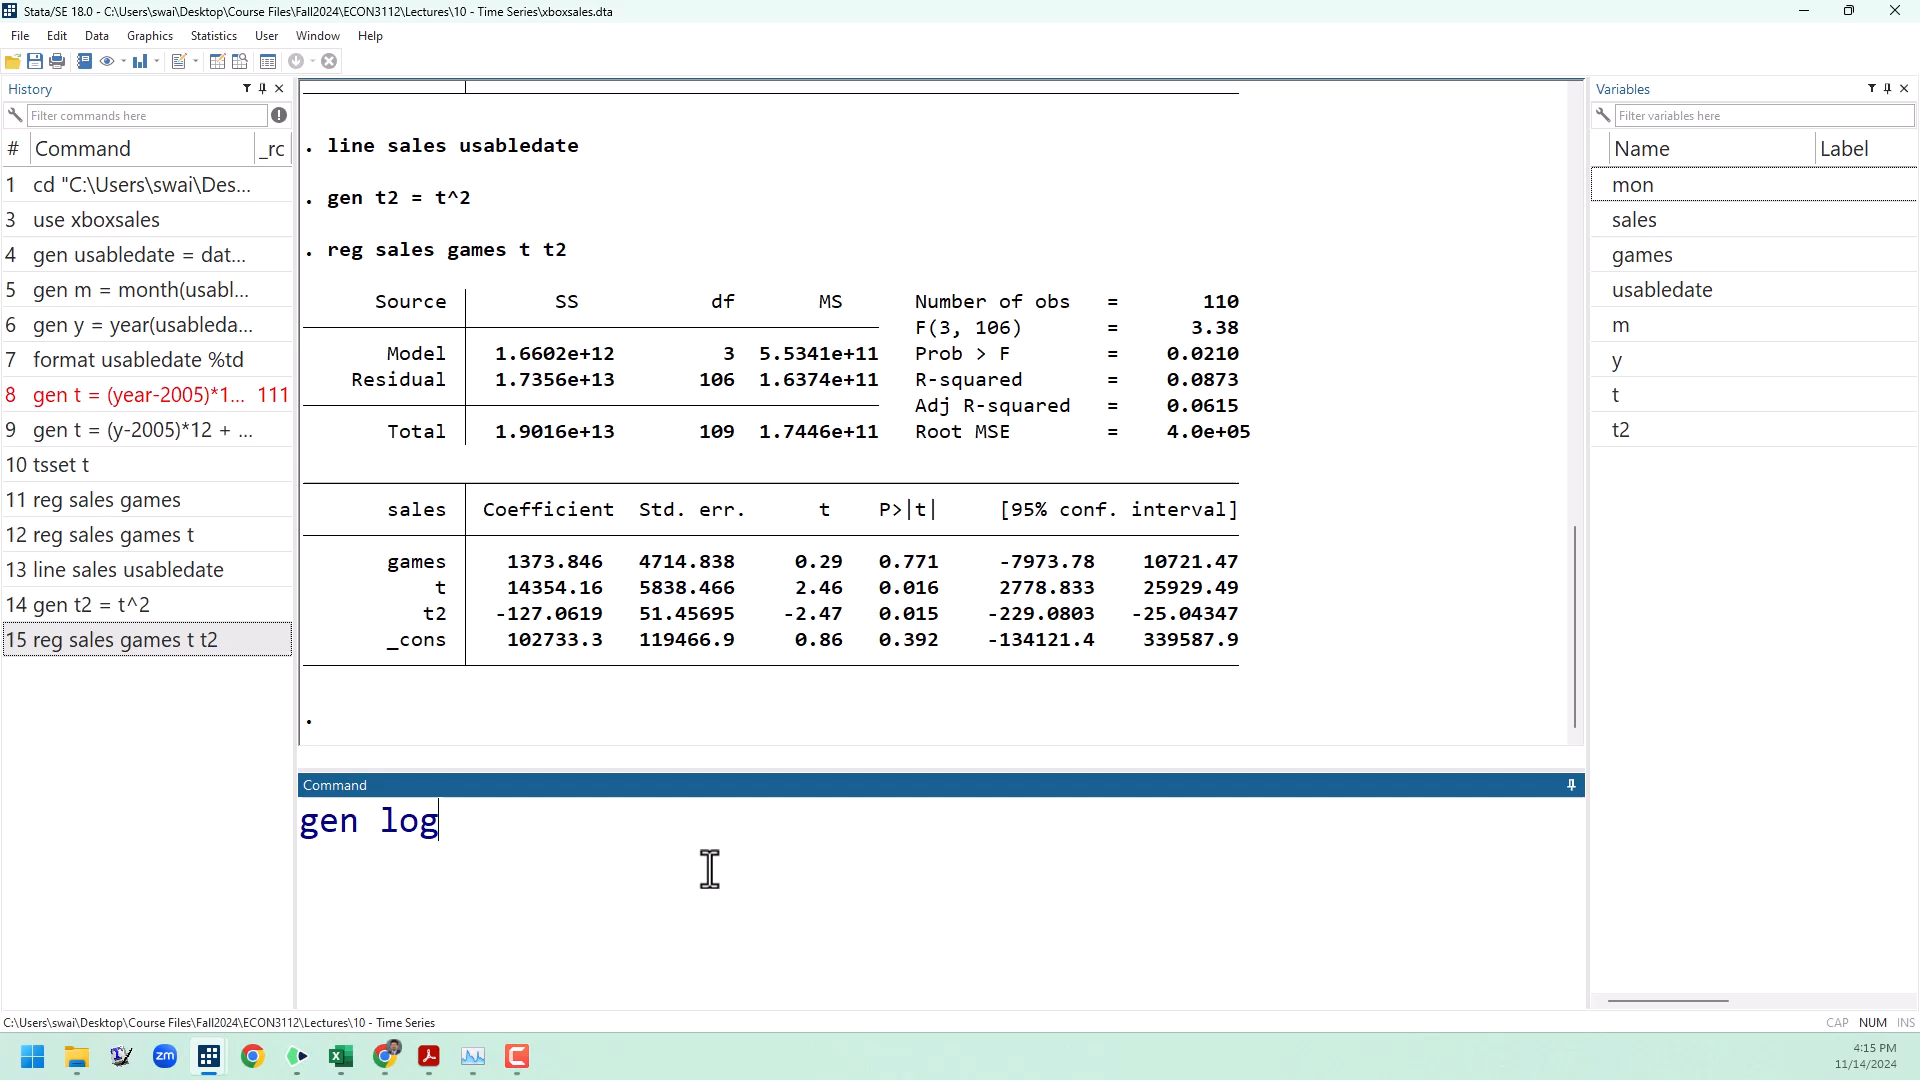 Stata/SE 18.0 - C:\Users\swai\Desktop\Course Files\Fall2024\ECON3112\Lectures\10 - Time Series\xboxsales.dta
File Edit Data Graphics Statistics User Window Help
History
Filter commands here
# Command _rc
1 cd "C:\Users\swai\Des...
3 use xboxsales
4 gen usabledate = dat...
5 gen m = month(usabl...
6 gen y = year(usableda...
7 format usabledate %td
8 gen t = (year-2005)*1... 111
9 gen t = (y-2005)*12 + ...
10 tsset t
11 reg sales games
12 reg sales games t
13 line sales usabledate
14 gen t2 = t^2
15 reg sales games t t2
. line sales usabledate
. gen t2 = t^2
. reg sales games t t2
Source SS df MS Number of obs = 110
F(3, 106) = 3.38
Model 1.6602e+12 3 5.5341e+11 Prob > F = 0.0210
Residual 1.7356e+13 106 1.6374e+11 R-squared = 0.0873
Adj R-squared = 0.0615
Total 1.9016e+13 109 1.7446e+11 Root MSE = 4.0e+05
sales Coefficient Std. err. t P>|t| [95% conf. interval]
games 1373.846 4714.838 0.29 0.771 -7973.78 10721.47
t 14354.16 5838.466 2.46 0.016 2778.833 25929.49
t2 -127.0619 51.45695 -2.47 0.015 -229.0803 -25.04347
_cons 102733.3 119466.9 0.86 0.392 -134121.4 339587.9
.
Command
gen log
Variables
Filter variables here
Name Label
mon
sales
games
usabledate
m
y
t
t2
C:\Users\swai\Desktop\Course Files\Fall2024\ECON3112\Lectures\10 - Time Series
CAP NUM INS
zm
4:15 PM
11/14/2024